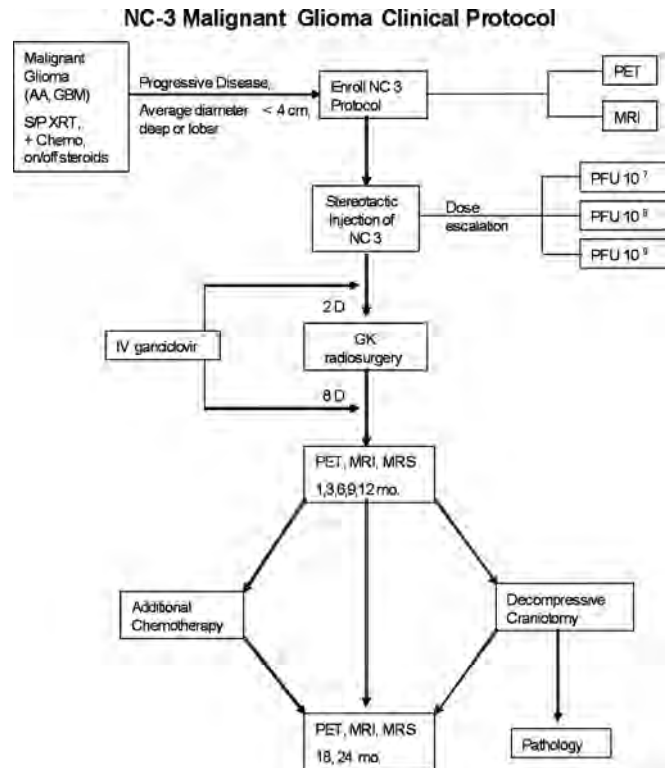 NC-3 Malignant Glioma Clinical Protocol
Malignant
Glioma
(AA, GBM)
S/P XRT,
+ Chemo,
on/off steroids
Progressive Disease,
Average diameter < 4 cm,
deep or lobar
Enroll NC 3
Protocol
PET
MRI
Stereotactic
Injection of
NC 3
Dose
escalation
PFU 10 7
PFU 10 8
PFU 10 9
2 D
IV ganciclovir
GK
radiosurgery
8 D
PET, MRI, MRS
1,3,6,9,12 mo.
Additional
Chemotherapy
Decompressive
Craniotomy
PET, MRI, MRS
18, 24 mo.
Pathology